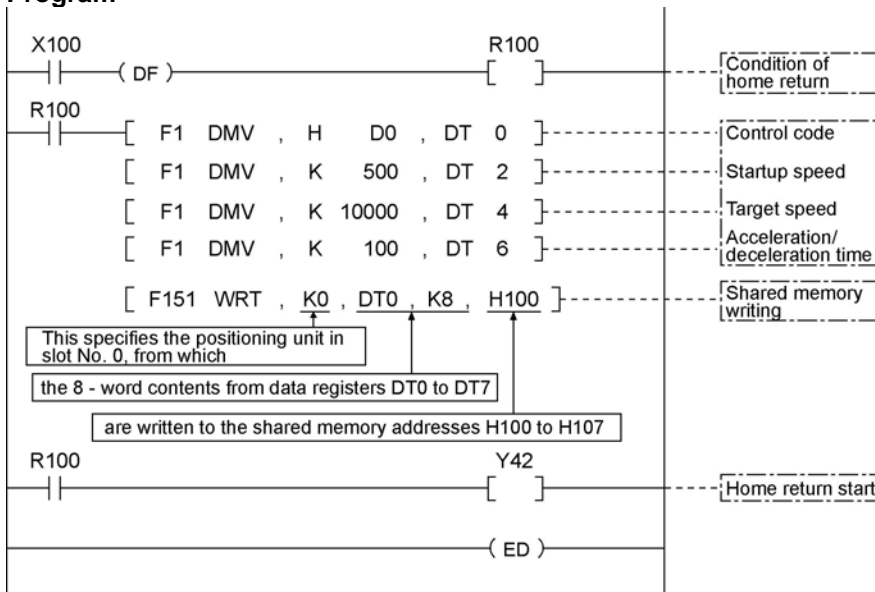 X100 R100
( DF ) [ ] Condition of
home return
R100
[ F1 DMV , H D0 , DT 0 ] Control code
[ F1 DMV , K 500 , DT 2 ] Startup speed
[ F1 DMV , K 10000 , DT 4 ] Target speed
[ F1 DMV , K 100 , DT 6 ] Acceleration/
deceleration time
[ F151 WRT , K0 , DT0 , K8 , H100 ] Shared memory
writing
This specifies the positioning unit in
slot No. 0, from which
the 8 - word contents from data registers DT0 to DT7
are written to the shared memory addresses H100 to H107
R100 Y42
[ ] Home return start
( ED )